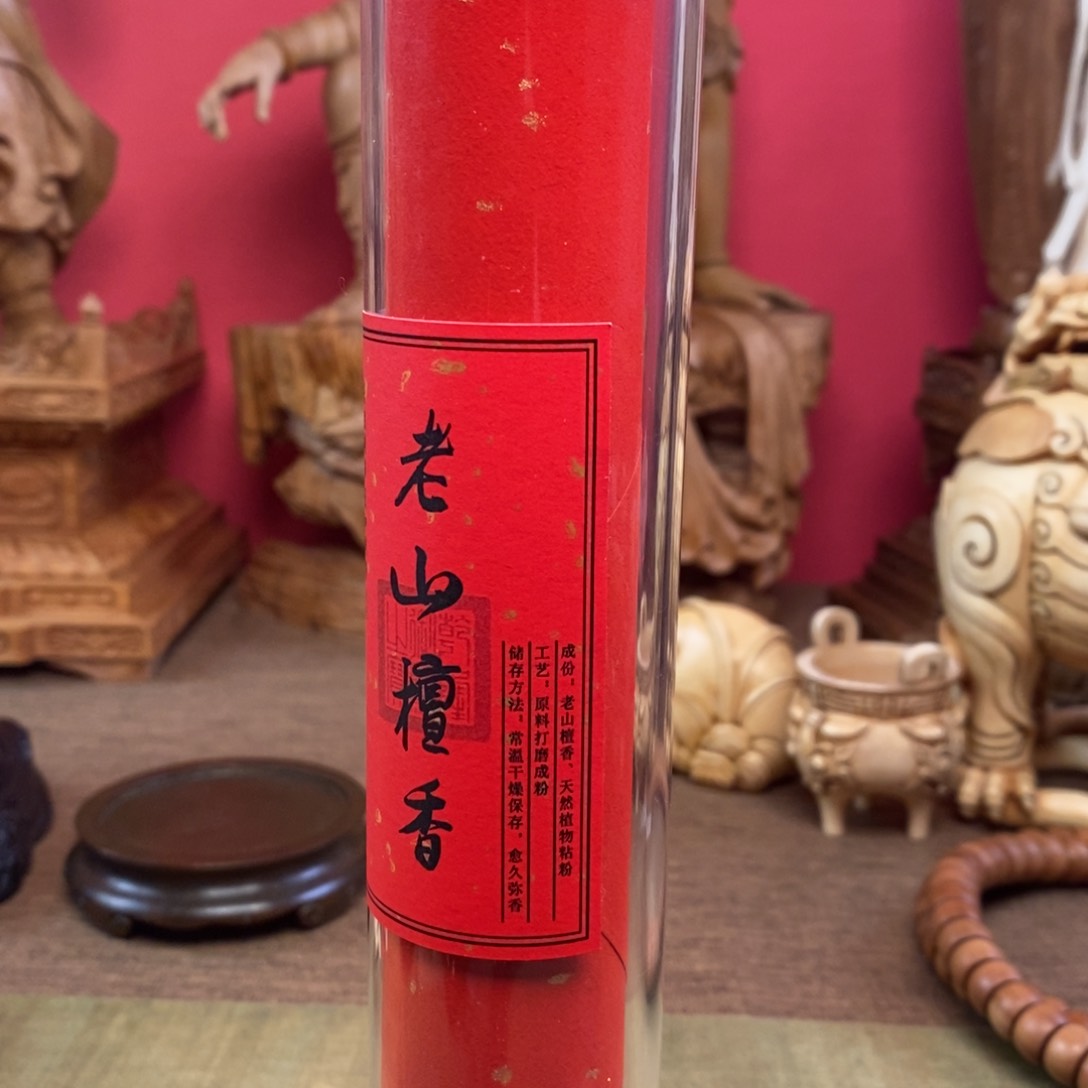 老山檀香
成份：老山檀香、天然植物粘粉
工艺：原料打磨成粉
储存方法：常温干燥保存，愈久弥香